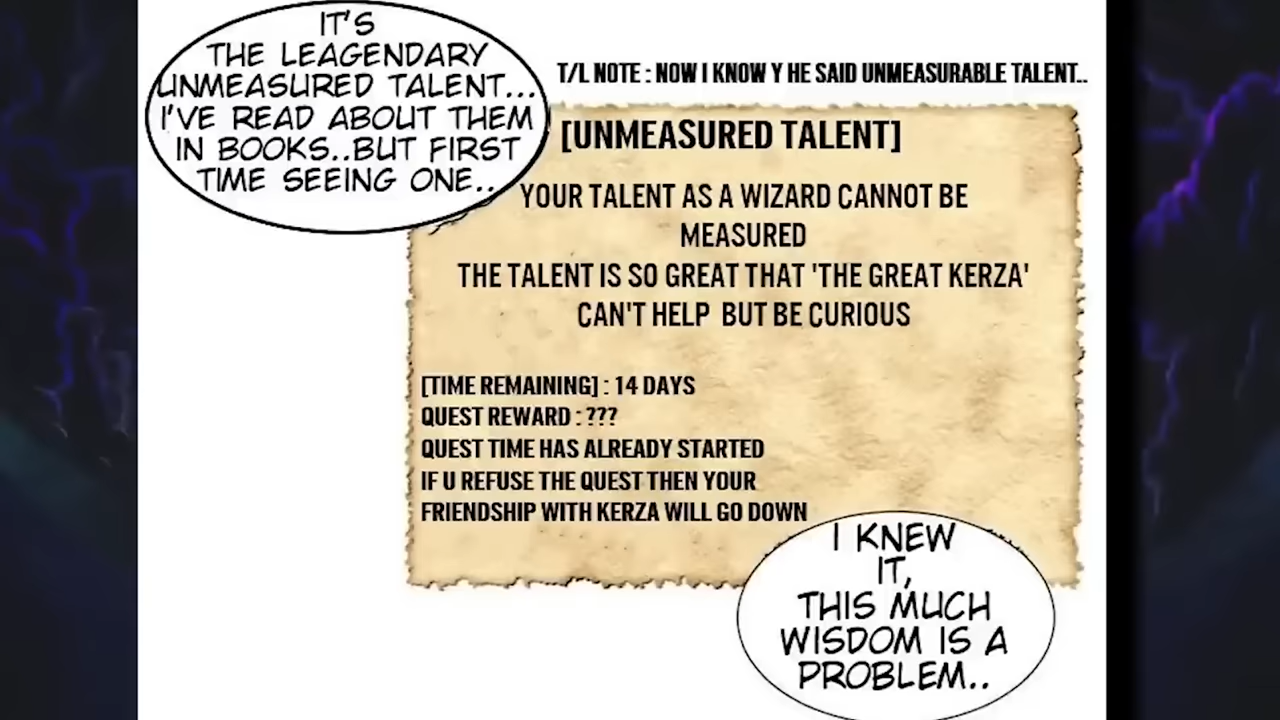 IT'S
THE LEAGENDARY
UNMEASURED TALENT...
I'VE READ ABOUT THEM
IN BOOKS..BUT FIRST
TIME SEEING ONE..
T/L NOTE : NOW I KNOW Y HE SAID UNMEASURABLE TALENT..
[UNMEASURED TALENT]
YOUR TALENT AS A WIZARD CANNOT BE
MEASURED
THE TALENT IS SO GREAT THAT 'THE GREAT KERZA'
CAN'T HELP BUT BE CURIOUS
[TIME REMAINING] : 14 DAYS
QUEST REWARD : ???
QUEST TIME HAS ALREADY STARTED
IF U REFUSE THE QUEST THEN YOUR
FRIENDSHIP WITH KERZA WILL GO DOWN
I KNEW
IT,
THIS MUCH
WISDOM IS A
PROBLEM..